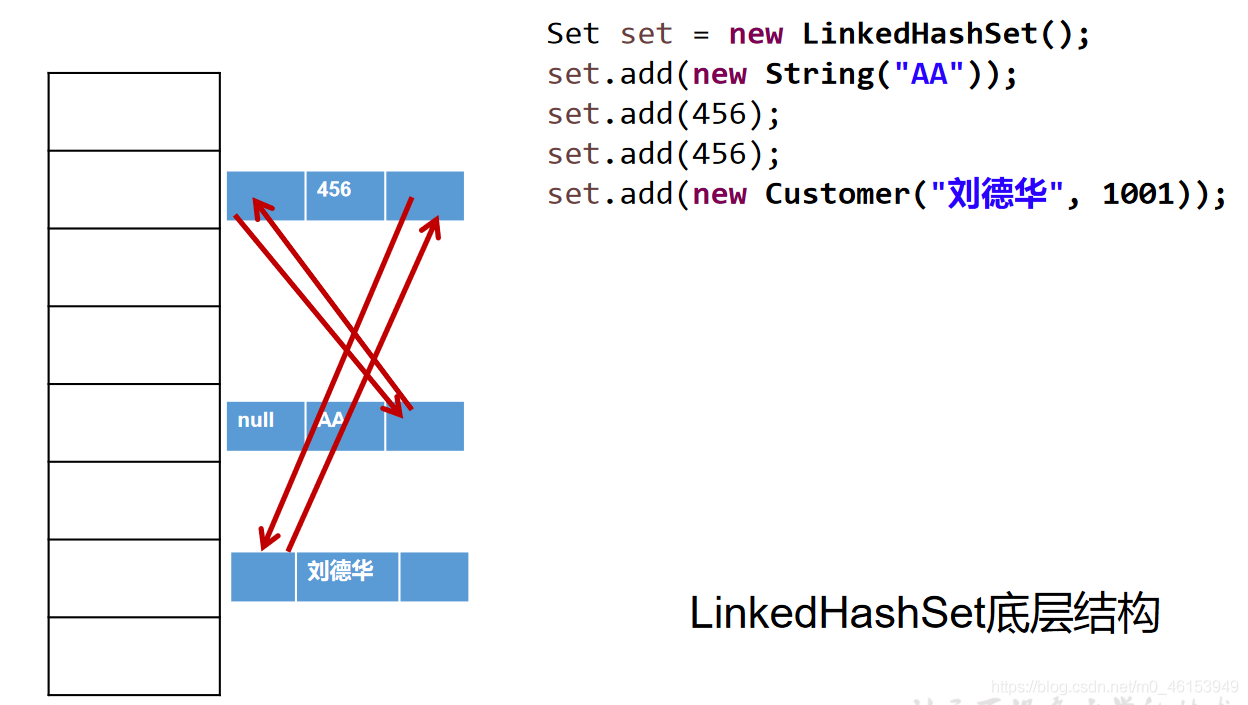 Set set = new LinkedHashSet();
set.add(new String("AA"));
set.add(456);
set.add(456);
set.add(new Customer("刘德华", 1001));
456
null AA
刘德华
LinkedHashSet底层结构
https://blog.csdn.net/m0_46153949